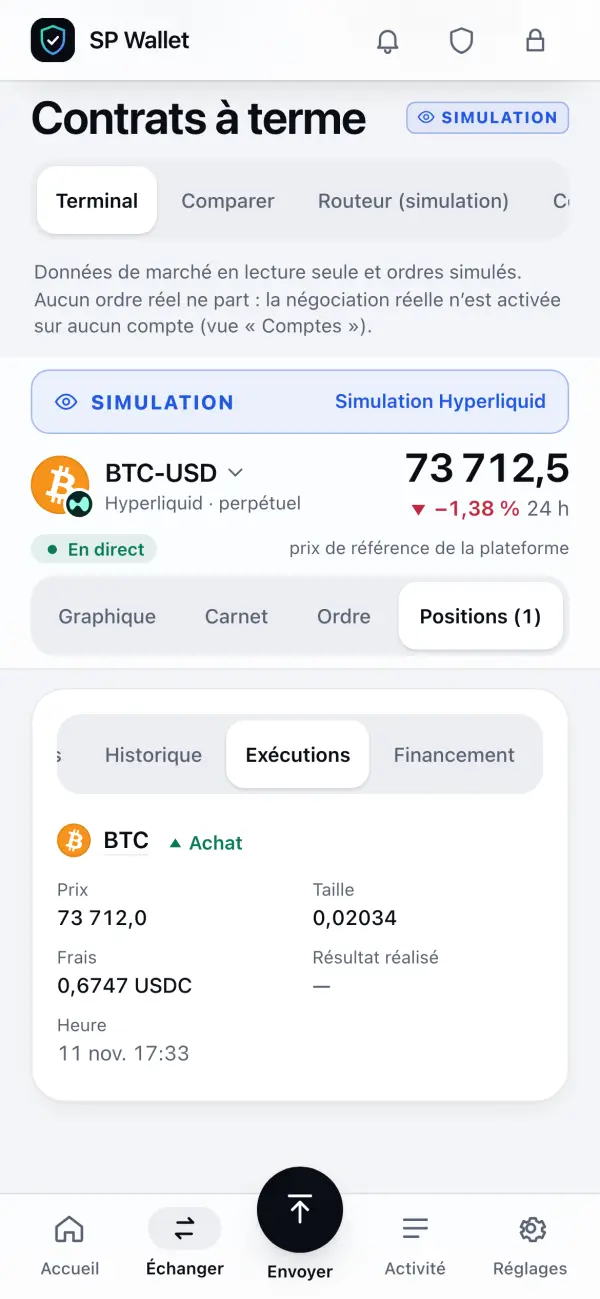 SP Wallet
Contrats à terme
SIMULATION
Terminal
Comparer
Routeur (simulation)
Données de marché en lecture seule et ordres simulés.
Aucun ordre réel ne part : la négociation réelle n’est activée
sur aucun compte (vue « Comptes »).
SIMULATION
Simulation Hyperliquid
BTC-USD
73 712,5
Hyperliquid · perpétuel
▼ −1,38 % 24 h
En direct
prix de référence de la plateforme
Graphique
Carnet
Ordre
Positions (1)
Historique
Exécutions
Financement
BTC
▲ Achat
Prix
Taille
73 712,0
0,02034
Frais
Résultat réalisé
0,6747 USDC
—
Heure
11 nov. 17:33
Accueil
Échanger
Envoyer
Activité
Réglages